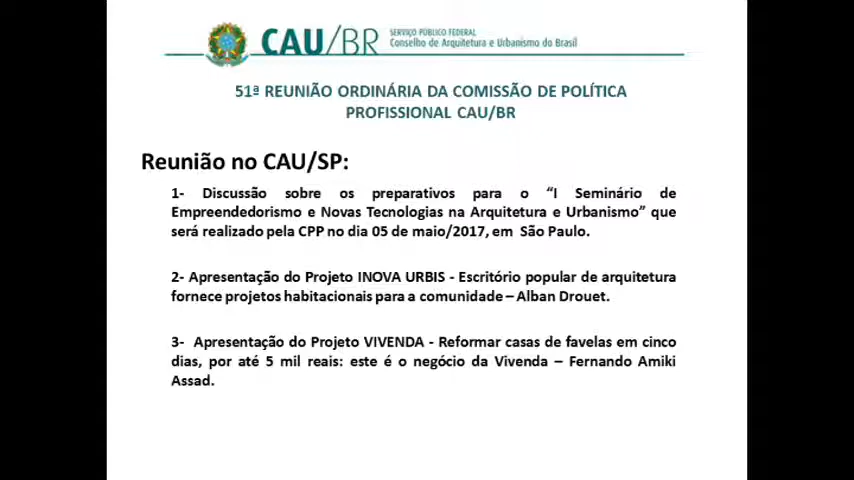 CAU/BR
SERVIÇO PÚBLICO FEDERAL
Conselho de Arquitetura e Urbanismo do Brasil
51ª REUNIÃO ORDINÁRIA DA COMISSÃO DE POLÍTICA
PROFISSIONAL CAU/BR
Reunião no CAU/SP:
1- Discussão sobre os preparativos para o “I Seminário de
Empreendedorismo e Novas Tecnologias na Arquitetura e Urbanismo” que
será realizado pela CPP no dia 05 de maio/2017, em São Paulo.
2- Apresentação do Projeto INOVA URBIS - Escritório popular de arquitetura
fornece projetos habitacionais para a comunidade – Alban Drouet.
3- Apresentação do Projeto VIVENDA - Reformar casas de favelas em cinco
dias, por até 5 mil reais: este é o negócio da Vivenda – Fernando Amiki
Assad.